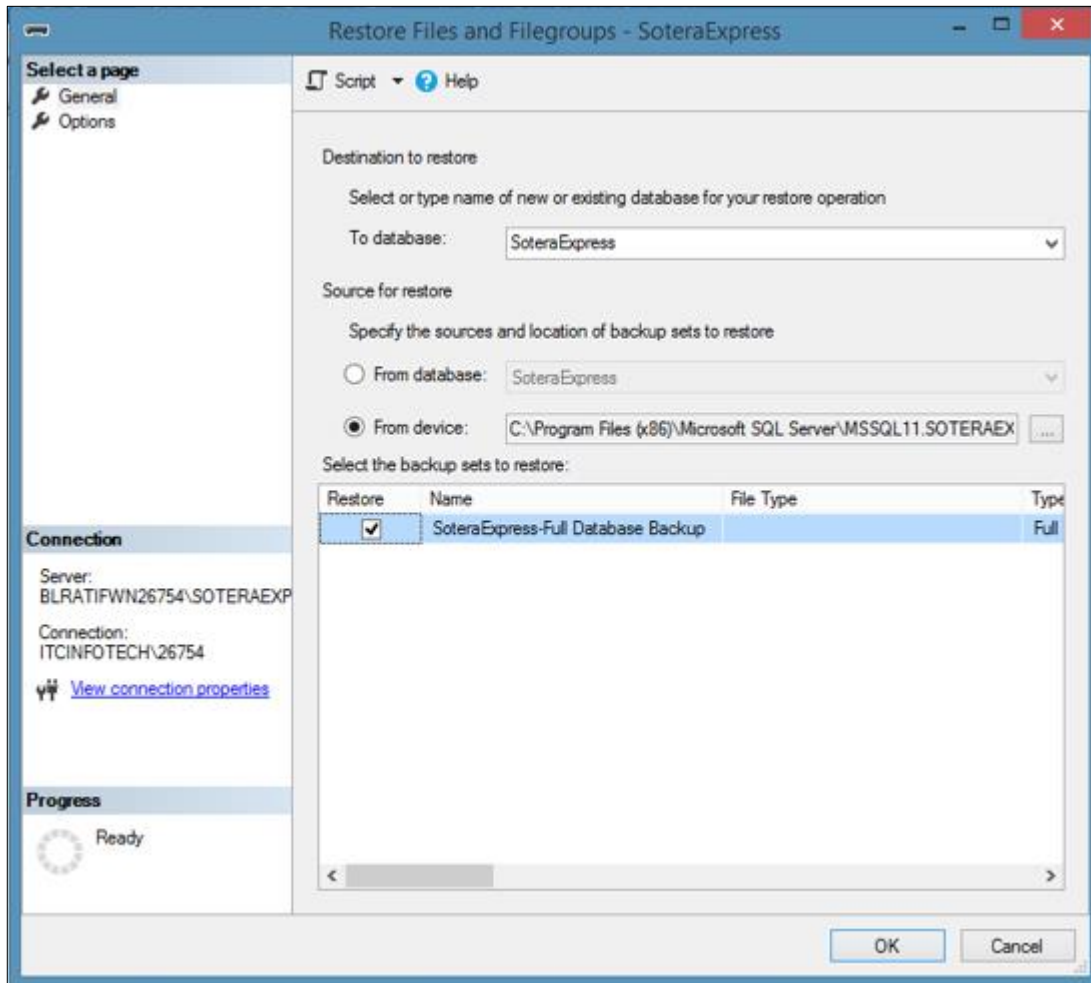 Restore Files and Filegroups - SoteraExpress
Select a page
General
Options
Script
Help
Destination to restore
Select or type name of new or existing database for your restore operation
To database:
SoteraExpress
Source for restore
Specify the sources and location of backup sets to restore
From database:
SoteraExpress
From device:
C:\Program Files (x86)\Microsoft SQL Server\MSSQL11.SOTERAEX
...
Select the backup sets to restore:
Restore Name File Type Type
SoteraExpress-Full Database Backup Full
Connection
Server:
BLRATIFWN26754\SOTERAEXP
Connection:
ITCINFOTECH\26754
View connection properties
Progress
Ready
OK Cancel